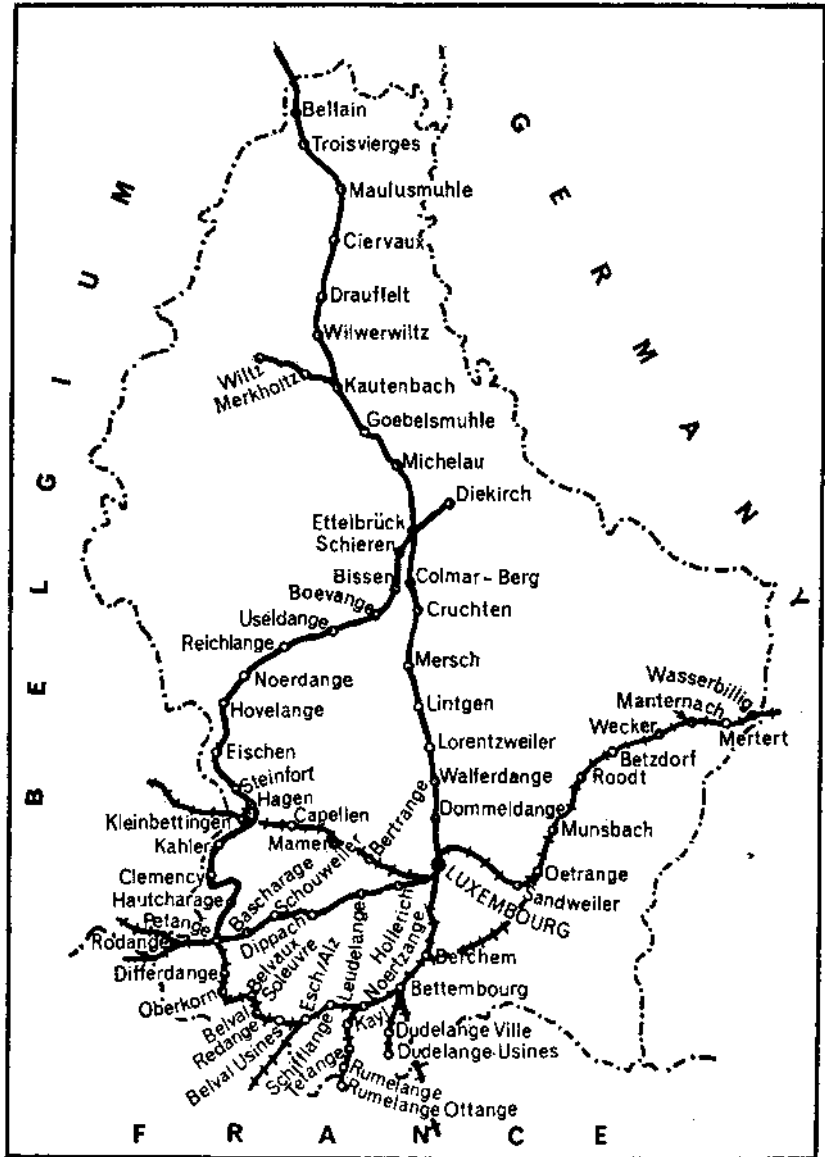 BELGIUM
GERMANY
Bellain
Troisvierges
Maulusmuhle
Ciervaux
Drauffelt
Wilwerwiltz
Wiltz
Merkholtz
Kautenbach
Goebelsmuhle
Michelau
Diekirch
Ettelbrück
Schieren
Bissen
Colmar-Berg
Boevange
Cruchten
Useldange
Reichlange
Mersch
Noerdange
Lintgen
Hovelange
Wasserbillig
Manternach
Wecker
Mertert
Lorentzweiler
Betzdorf
Eischen
Roodt
Steinfort
Walferdange
Hagen
Kleinbettingen
Capellen
Bertrange
Dommeldange
Mamer
Munsbach
Kahler
Clemency
Oetrange
Bascharage
Schouweiler
Sandweiler
LUXEMBOURG
Hautcharage
Petange
Dippach
Hollerich
Rodange
Leudelange
Noertzange
Berchem
Differdange
Belvaux
Soleuvre
Esch/Alz
Oberkorn
Bettembourg
Belval
Redange
Kayl
Belval Usines
Schifflange
Dudelange Ville
Dudelange-Usines
Tetange
Rumelange
Rumelange Ottange
FRANCE